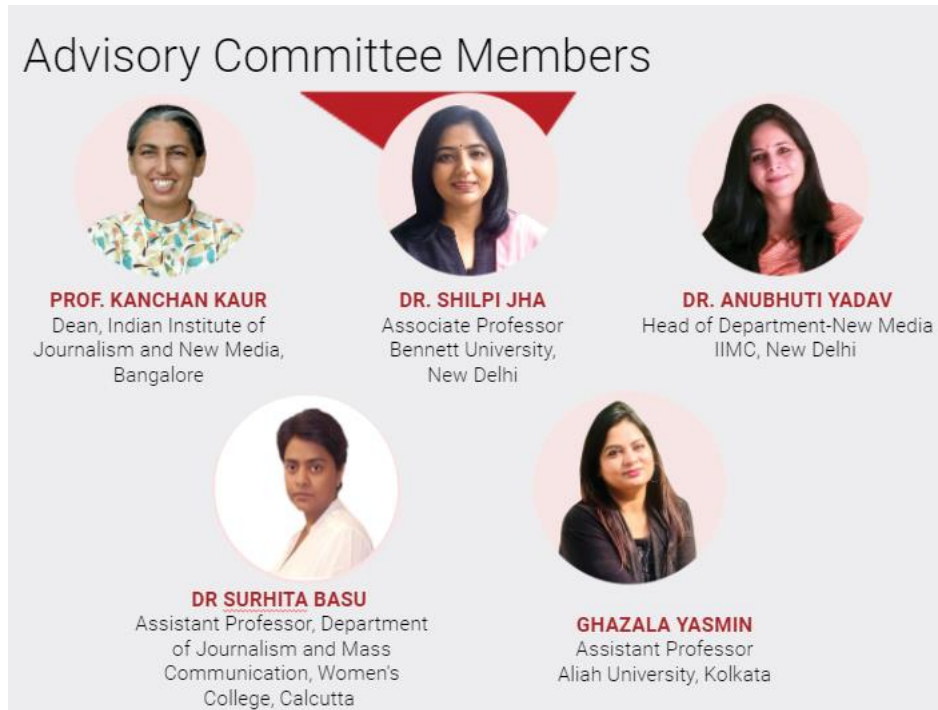 Advisory Committee Members
PROF. KANCHAN KAUR
Dean, Indian Institute of
Journalism and New Media,
Bangalore
DR. SHILPI JHA
Associate Professor
Bennett University,
New Delhi
DR. ANUBHUTI YADAV
Head of Department-New Media
IIMC, New Delhi
DR SURHITA BASU
Assistant Professor, Department
of Journalism and Mass
Communication, Women's
College, Calcutta
GHAZALA YASMIN
Assistant Professor
Aliah University, Kolkata